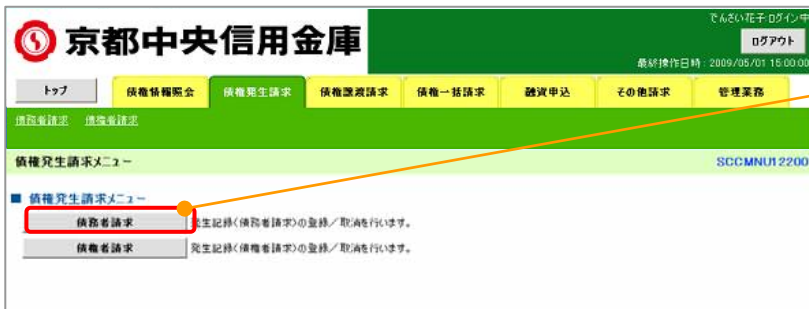 京都中央信用金庫
でんさい花子:ログイン中
ログアウト
最終操作日時：2009/05/01 15:00:00
トップ 債権情報照会 債権発生請求 債権譲渡請求 債権一括請求 融資申込 その他請求 管理業務
債務者請求 債権者請求
債権発生請求メニュー SCCMNU12200
■ 債権発生請求メニュー
債務者請求 発生記録(債務者請求)の登録／取消を行います。
債権者請求 発生記録(債権者請求)の登録／取消を行います。